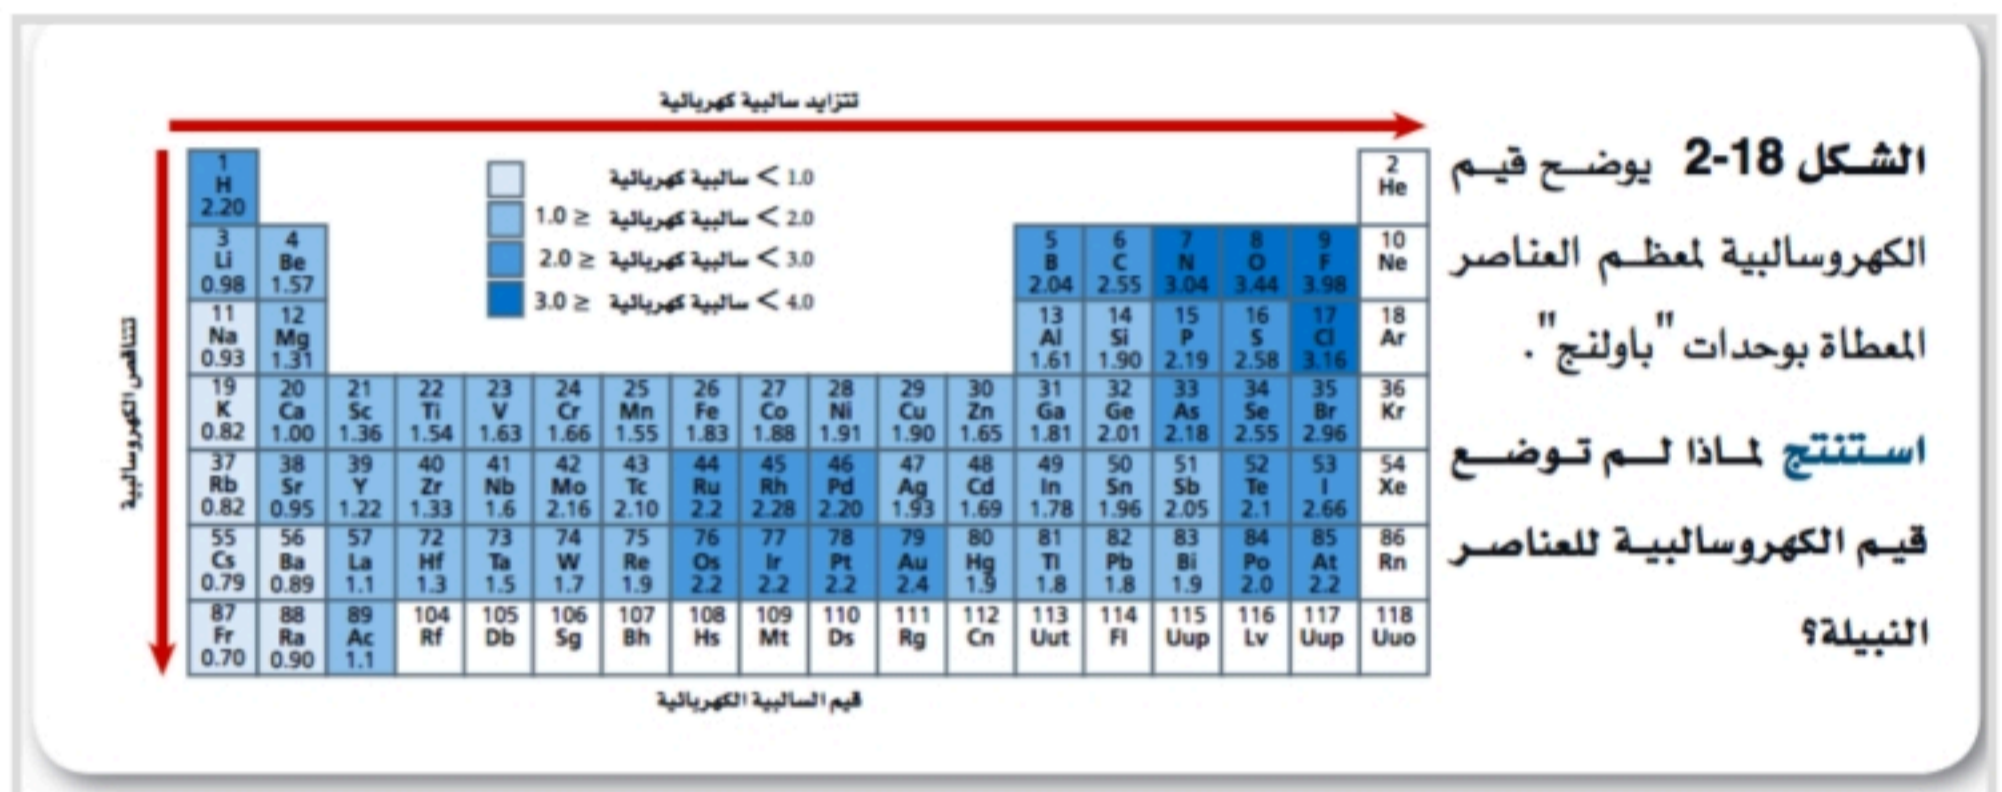 الشكل 18-2 يوضح قيم
الكهروسالبية لمعظم العناصر
المعطاة بوحدات "باولنج".
استنتج لماذا لم توضع
قيم الكهروسالبية للعناصر
النبيلة؟
تتزايد سالبية كهربائية
تتناقص الكهروسالبية
سالبية كهربائية < 1.0
1.0 ≤ سالبية كهربائية < 2.0
2.0 ≤ سالبية كهربائية < 3.0
3.0 ≤ سالبية كهربائية < 4.0
1 2
H He
2.20
3 4 5 6 7 8 9 10
Li Be B C N O F Ne
0.98 1.57 2.04 2.55 3.04 3.44 3.98
11 12 13 14 15 16 17 18
Na Mg Al Si P S Cl Ar
0.93 1.31 1.61 1.90 2.19 2.58 3.16
19 20 21 22 23 24 25 26 27 28 29 30 31 32 33 34 35 36
K Ca Sc Ti V Cr Mn Fe Co Ni Cu Zn Ga Ge As Se Br Kr
0.82 1.00 1.36 1.54 1.63 1.66 1.55 1.83 1.88 1.91 1.90 1.65 1.81 2.01 2.18 2.55 2.96
37 38 39 40 41 42 43 44 45 46 47 48 49 50 51 52 53 54
Rb Sr Y Zr Nb Mo Tc Ru Rh Pd Ag Cd In Sn Sb Te I Xe
0.82 0.95 1.22 1.33 1.6 2.16 2.10 2.2 2.28 2.20 1.93 1.69 1.78 1.96 2.05 2.1 2.66
55 56 57 72 73 74 75 76 77 78 79 80 81 82 83 84 85 86
Cs Ba La Hf Ta W Re Os Ir Pt Au Hg Tl Pb Bi Po At Rn
0.79 0.89 1.1 1.3 1.5 1.7 1.9 2.2 2.2 2.2 2.4 1.9 1.8 1.8 1.9 2.0 2.2
87 88 89 104 105 106 107 108 109 110 111 112 113 114 115 116 117 118
Fr Ra Ac Rf Db Sg Bh Hs Mt Ds Rg Cn Uut Fl Uup Lv Uup Uuo
0.70 0.90 1.1
قيم السالبية الكهربائية